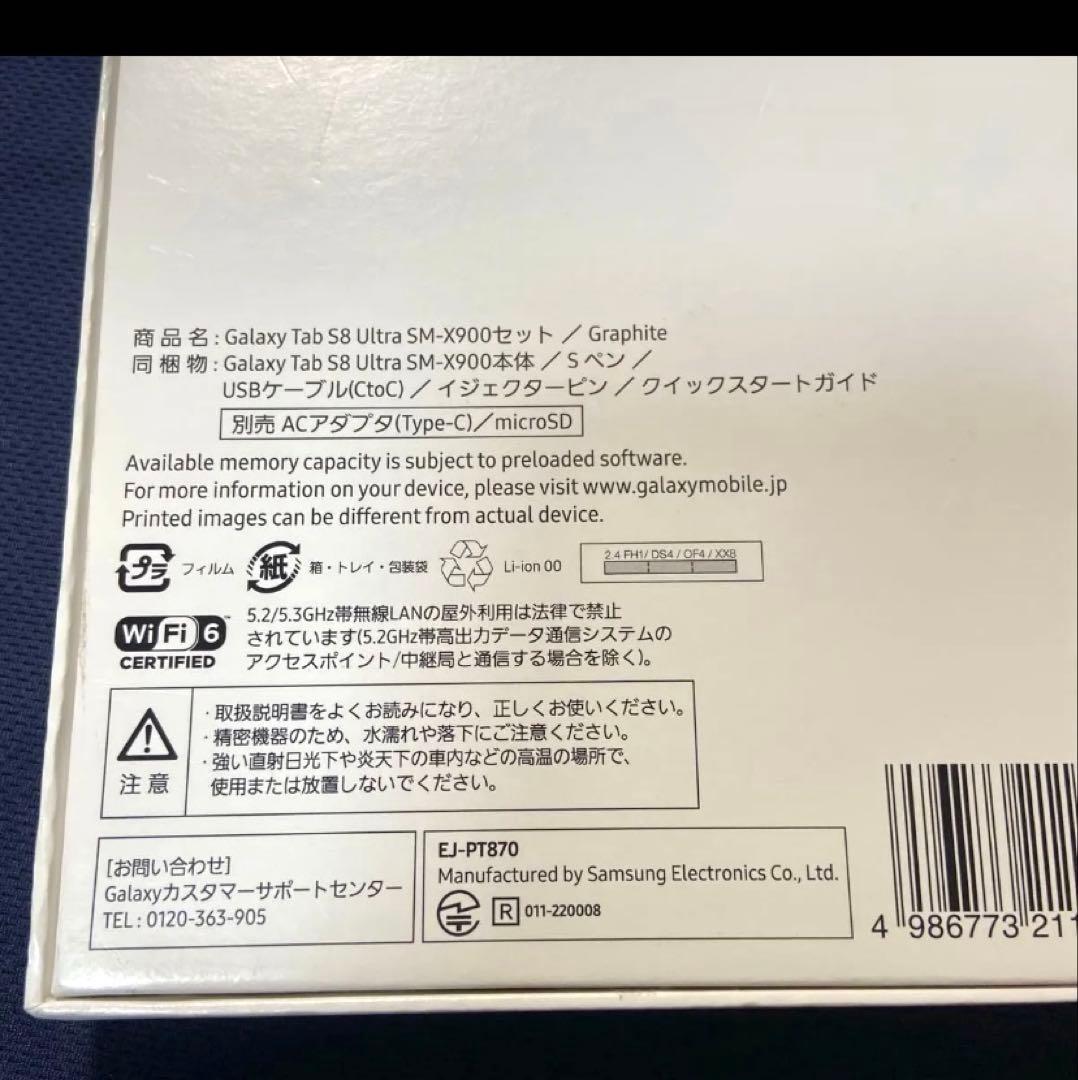 商品名：Galaxy Tab S8 Ultra SM-X900セット ／ Graphite
同梱物：Galaxy Tab S8 Ultra SM-X900本体 ／ S ペン ／
USBケーブル(CtoC) ／ イジェクターピン ／ クイックスタートガイド
別売 ACアダプタ(Type-C)／microSD
Available memory capacity is subject to preloaded software.
For more information on your device, please visit www.galaxymobile.jp
Printed images can be different from actual device.
プラ フィルム 紙 箱・トレイ・包装袋 Li-ion 00 2.4 FH1/ DS4 / OF4 / XX8
Wi Fi 6 ™
CERTIFIED
5.2/5.3GHz帯無線LANの屋外利用は法律で禁止
されています(5.2GHz帯高出力データ通信システムの
アクセスポイント/中継局と通信する場合を除く)。
注意
・取扱説明書をよくお読みになり、正しくお使いください。
・精密機器のため、水濡れや落下にご注意ください。
・強い直射日光下や炎天下の車内などの高温の場所で、
使用または放置しないでください。
[お問い合わせ]
Galaxyカスタマーサポートセンター
TEL : 0120-363-905
EJ-PT870
Manufactured by Samsung Electronics Co., Ltd.
R 011-220008
4 986773 211